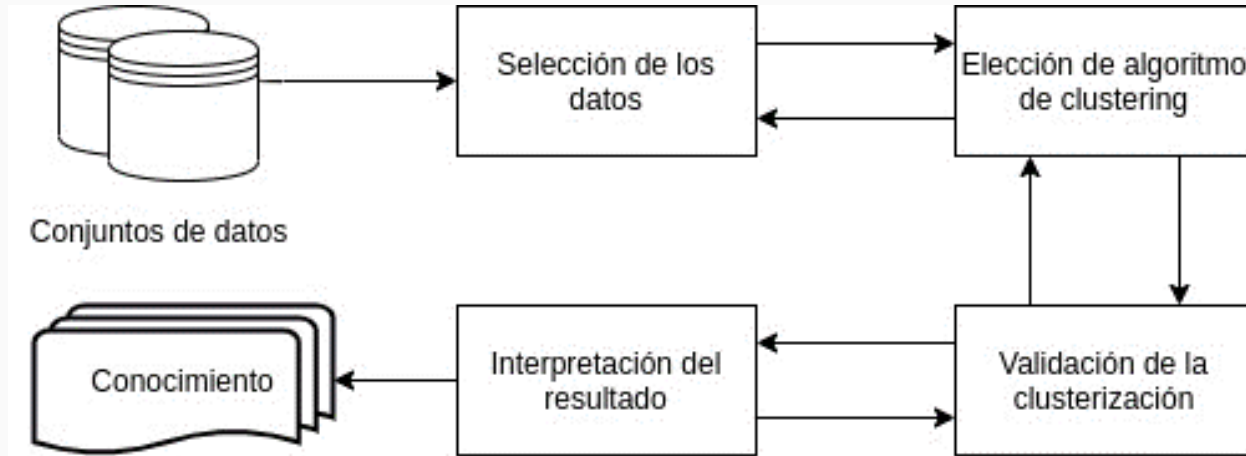 Selección de los
datos
Elección de algoritmo
de clustering
Conjuntos de datos
Conocimiento
Interpretación del
resultado
Validación de la
clusterización